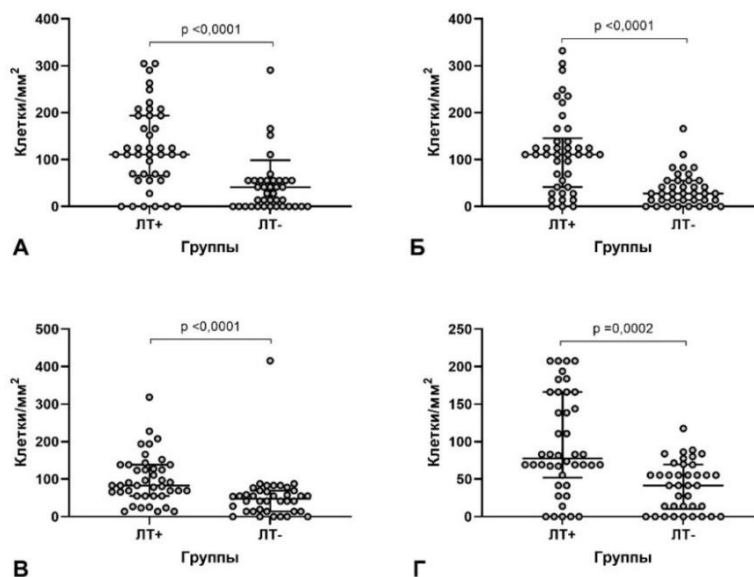 p <0,0001
Клетки/мм²
400
300
200
100
0
ЛТ+ ЛТ-
Группы
А
p <0,0001
Клетки/мм²
400
300
200
100
0
ЛТ+ ЛТ-
Группы
Б
p <0,0001
Клетки/мм²
500
400
300
200
100
0
ЛТ+ ЛТ-
Группы
В
p =0,0002
Клетки/мм²
250
200
150
100
50
0
ЛТ+ ЛТ-
Группы
Г